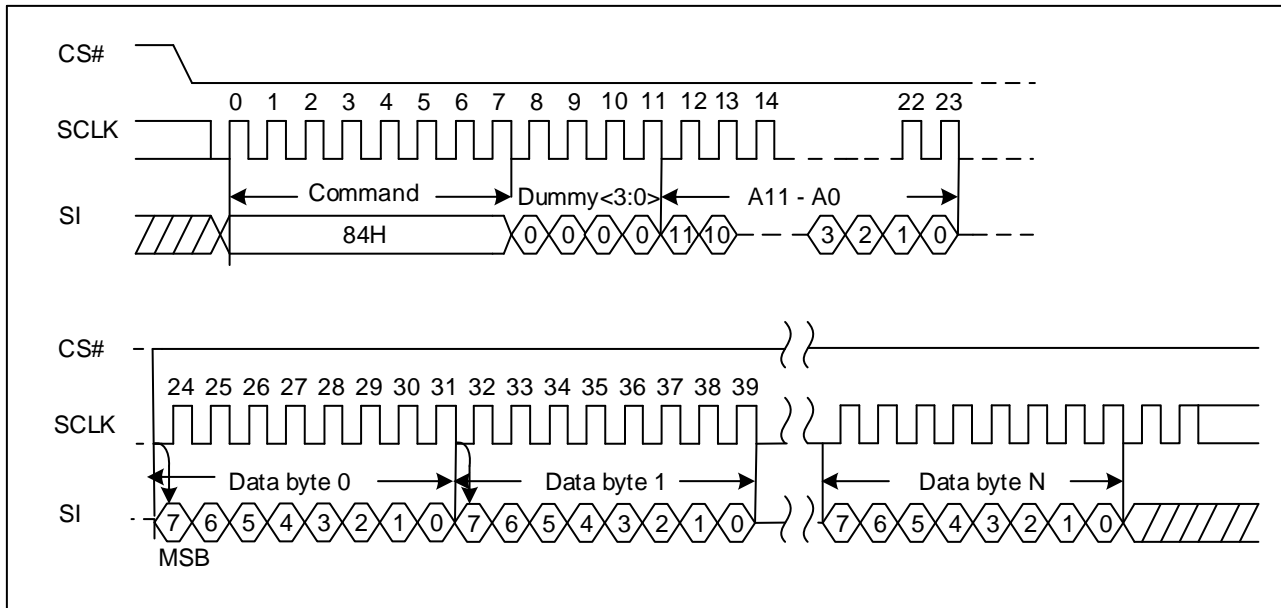 CS#
0 1 2 3 4 5 6 7 8 9 10 11 12 13 14 22 23
SCLK
Command Dummy<3:0> A11 - A0
SI
84H 0 0 0 0 11 10 3 2 1 0
CS#
24 25 26 27 28 29 30 31 32 33 34 35 36 37 38 39
SCLK
Data byte 0 Data byte 1 Data byte N
SI
7 6 5 4 3 2 1 0 7 6 5 4 3 2 1 0 7 6 5 4 3 2 1 0
MSB